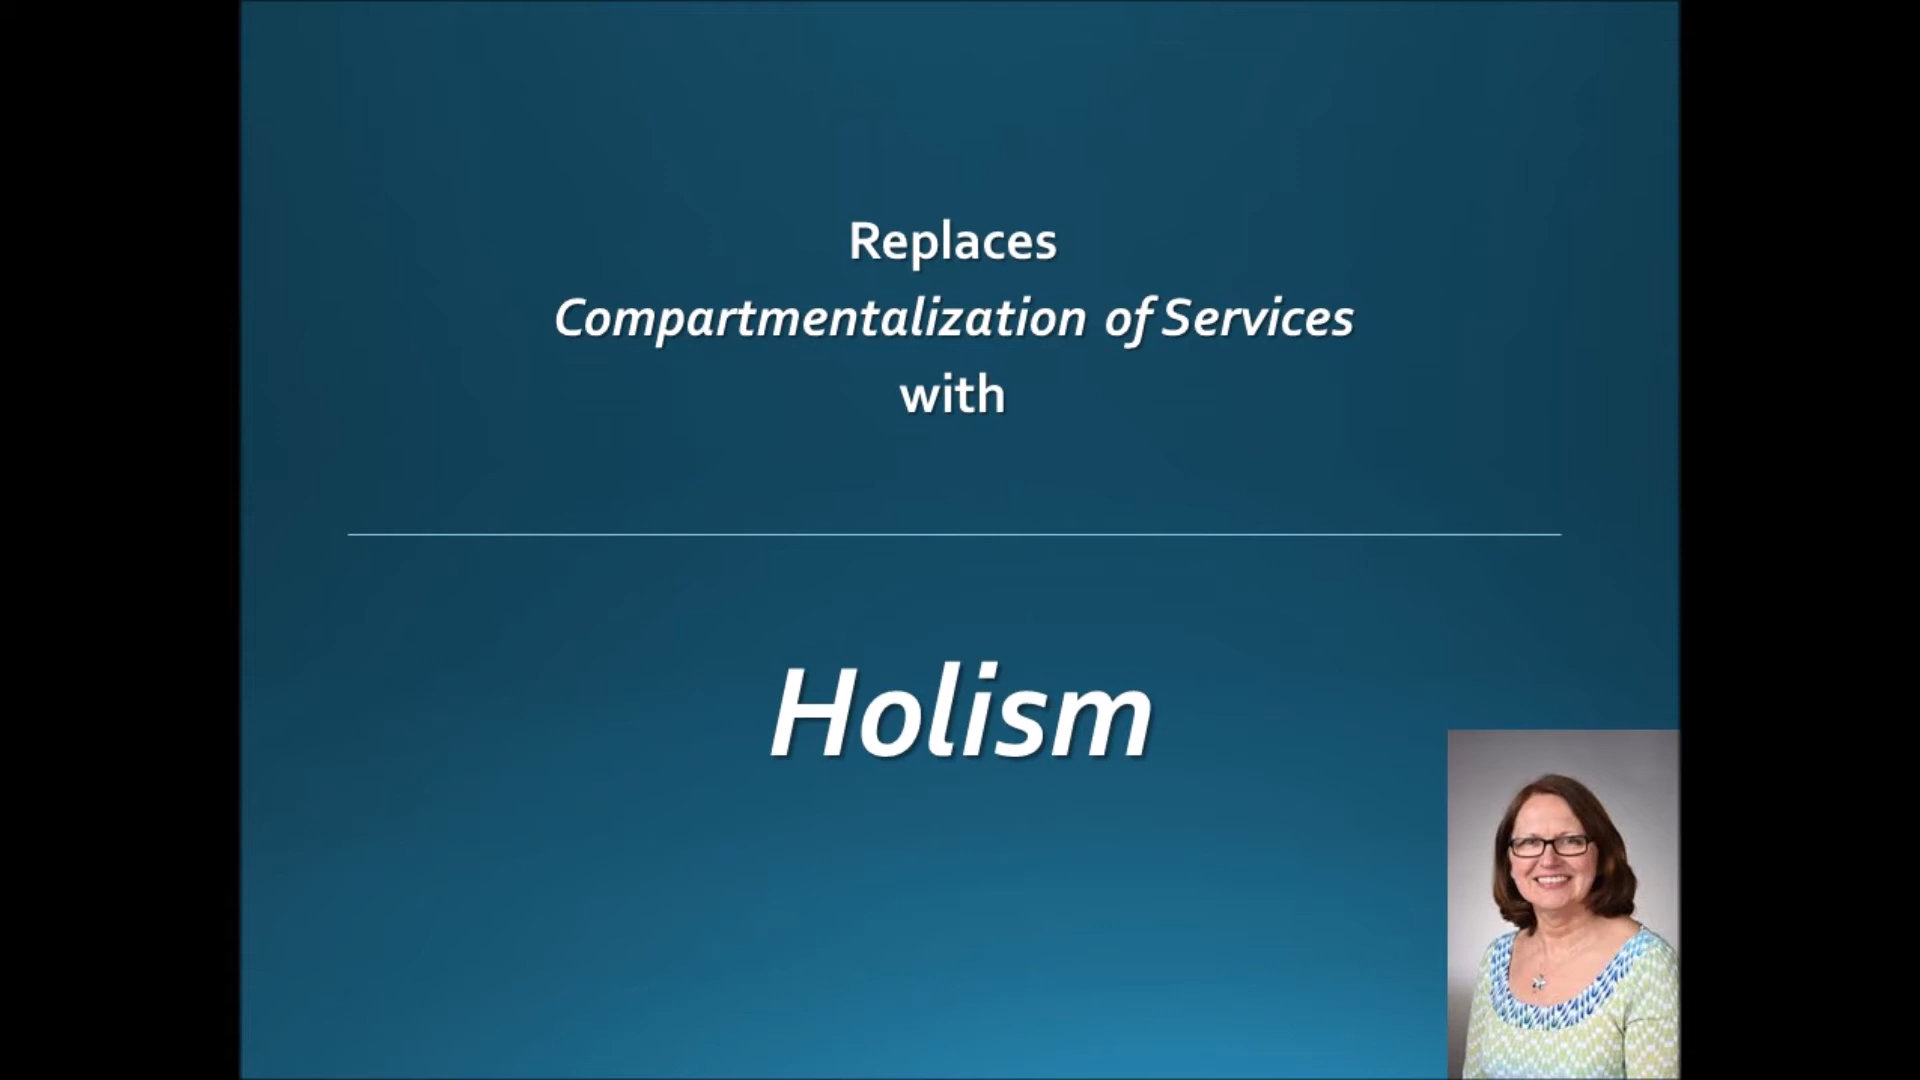 Replaces
Compartmentalization of Services
with
Holism